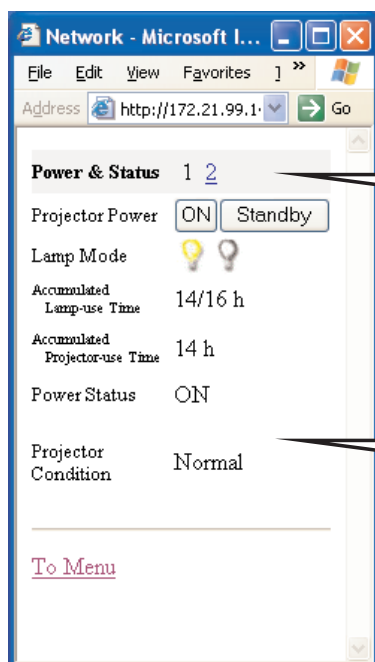 Network - Microsoft I...
File Edit View Favorites »
Address http://172.21.99.1 Go
Power & Status 1 2
Projector Power ON Standby
Lamp Mode
Accumulated
Lamp-use Time 14/16 h
Accumulated
Projector-use Time 14 h
Power Status ON
Projector
Condition Normal
To Menu